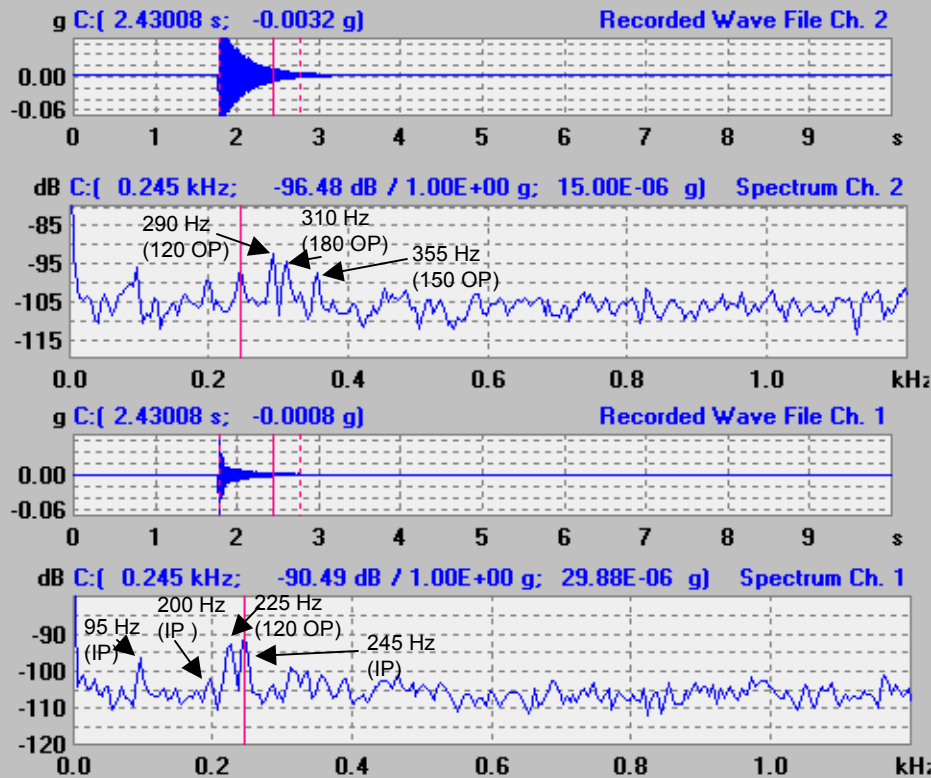 g C:( 2.43008 s; -0.0032 g) Recorded Wave File Ch. 2
0.00
-0.06
0 1 2 3 4 5 6 7 8 9 s
dB C:( 0.245 kHz; -96.48 dB / 1.00E+00 g; 15.00E-06 g) Spectrum Ch. 2
-85
-95
-105
-115
290 Hz
(120 OP)
310 Hz
(180 OP)
355 Hz
(150 OP)
0.0 0.2 0.4 0.6 0.8 1.0 kHz
g C:( 2.43008 s; -0.0008 g) Recorded Wave File Ch. 1
0.00
-0.06
0 1 2 3 4 5 6 7 8 9 s
dB C:( 0.245 kHz; -90.49 dB / 1.00E+00 g; 29.88E-06 g) Spectrum Ch. 1
-90
-100
-110
-120
95 Hz
(IP)
200 Hz
(IP )
225 Hz
(120 OP)
245 Hz
(IP)
0.0 0.2 0.4 0.6 0.8 1.0 kHz